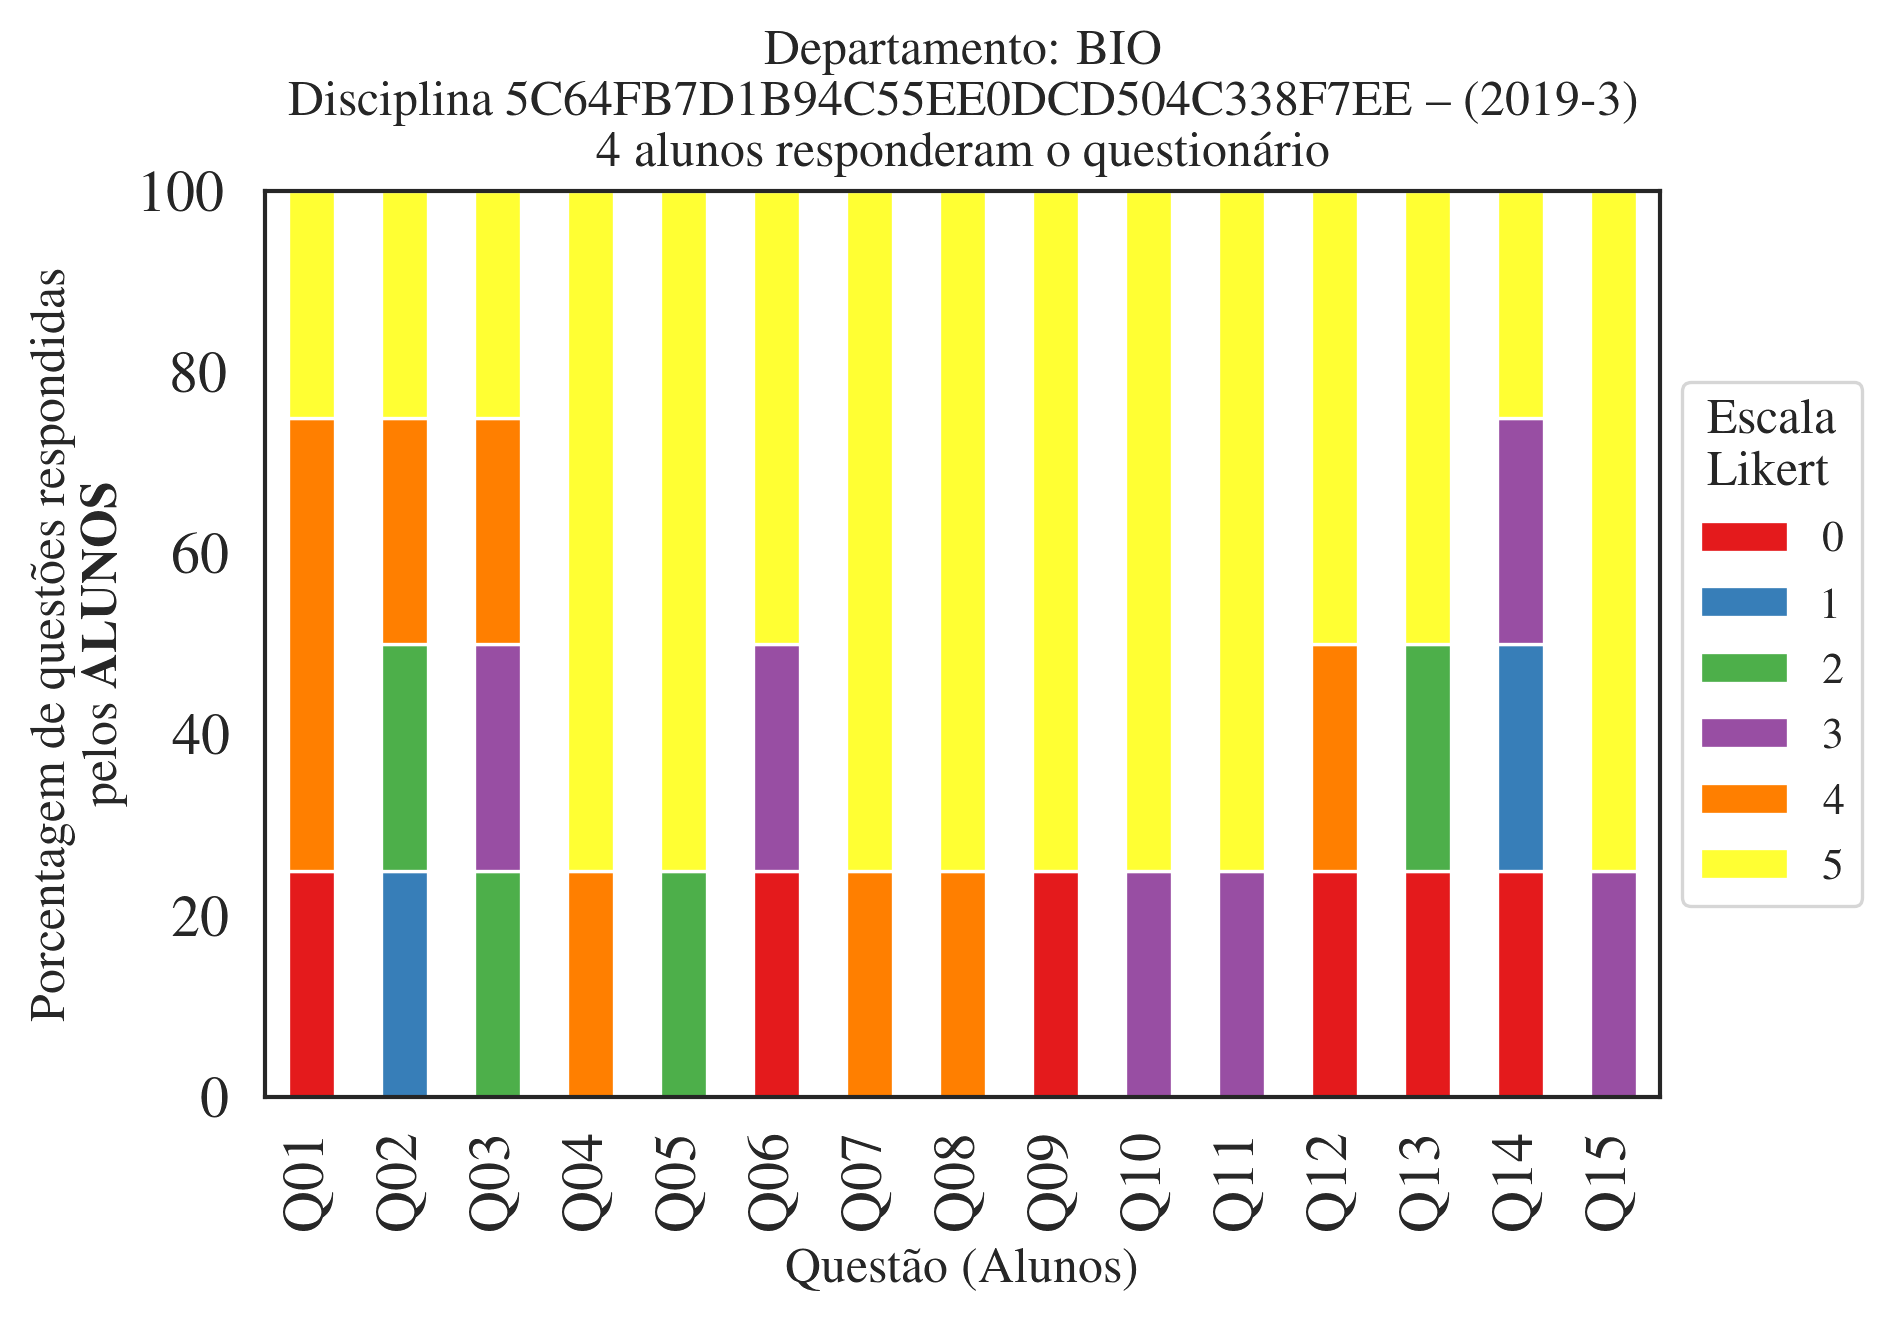 Departamento: BIO
Disciplina 5C64FB7D1B94C55EE0DCD504C338F7EE – (2019-3)
4 alunos responderam o questionário
Porcentagem de questões respondidas
pelos ALUNOS
100
80
60
40
20
0
Q01
Q02
Q03
Q04
Q05
Q06
Q07
Q08
Q09
Q10
Q11
Q12
Q13
Q14
Q15
Questão (Alunos)
Escala
Likert
0
1
2
3
4
5